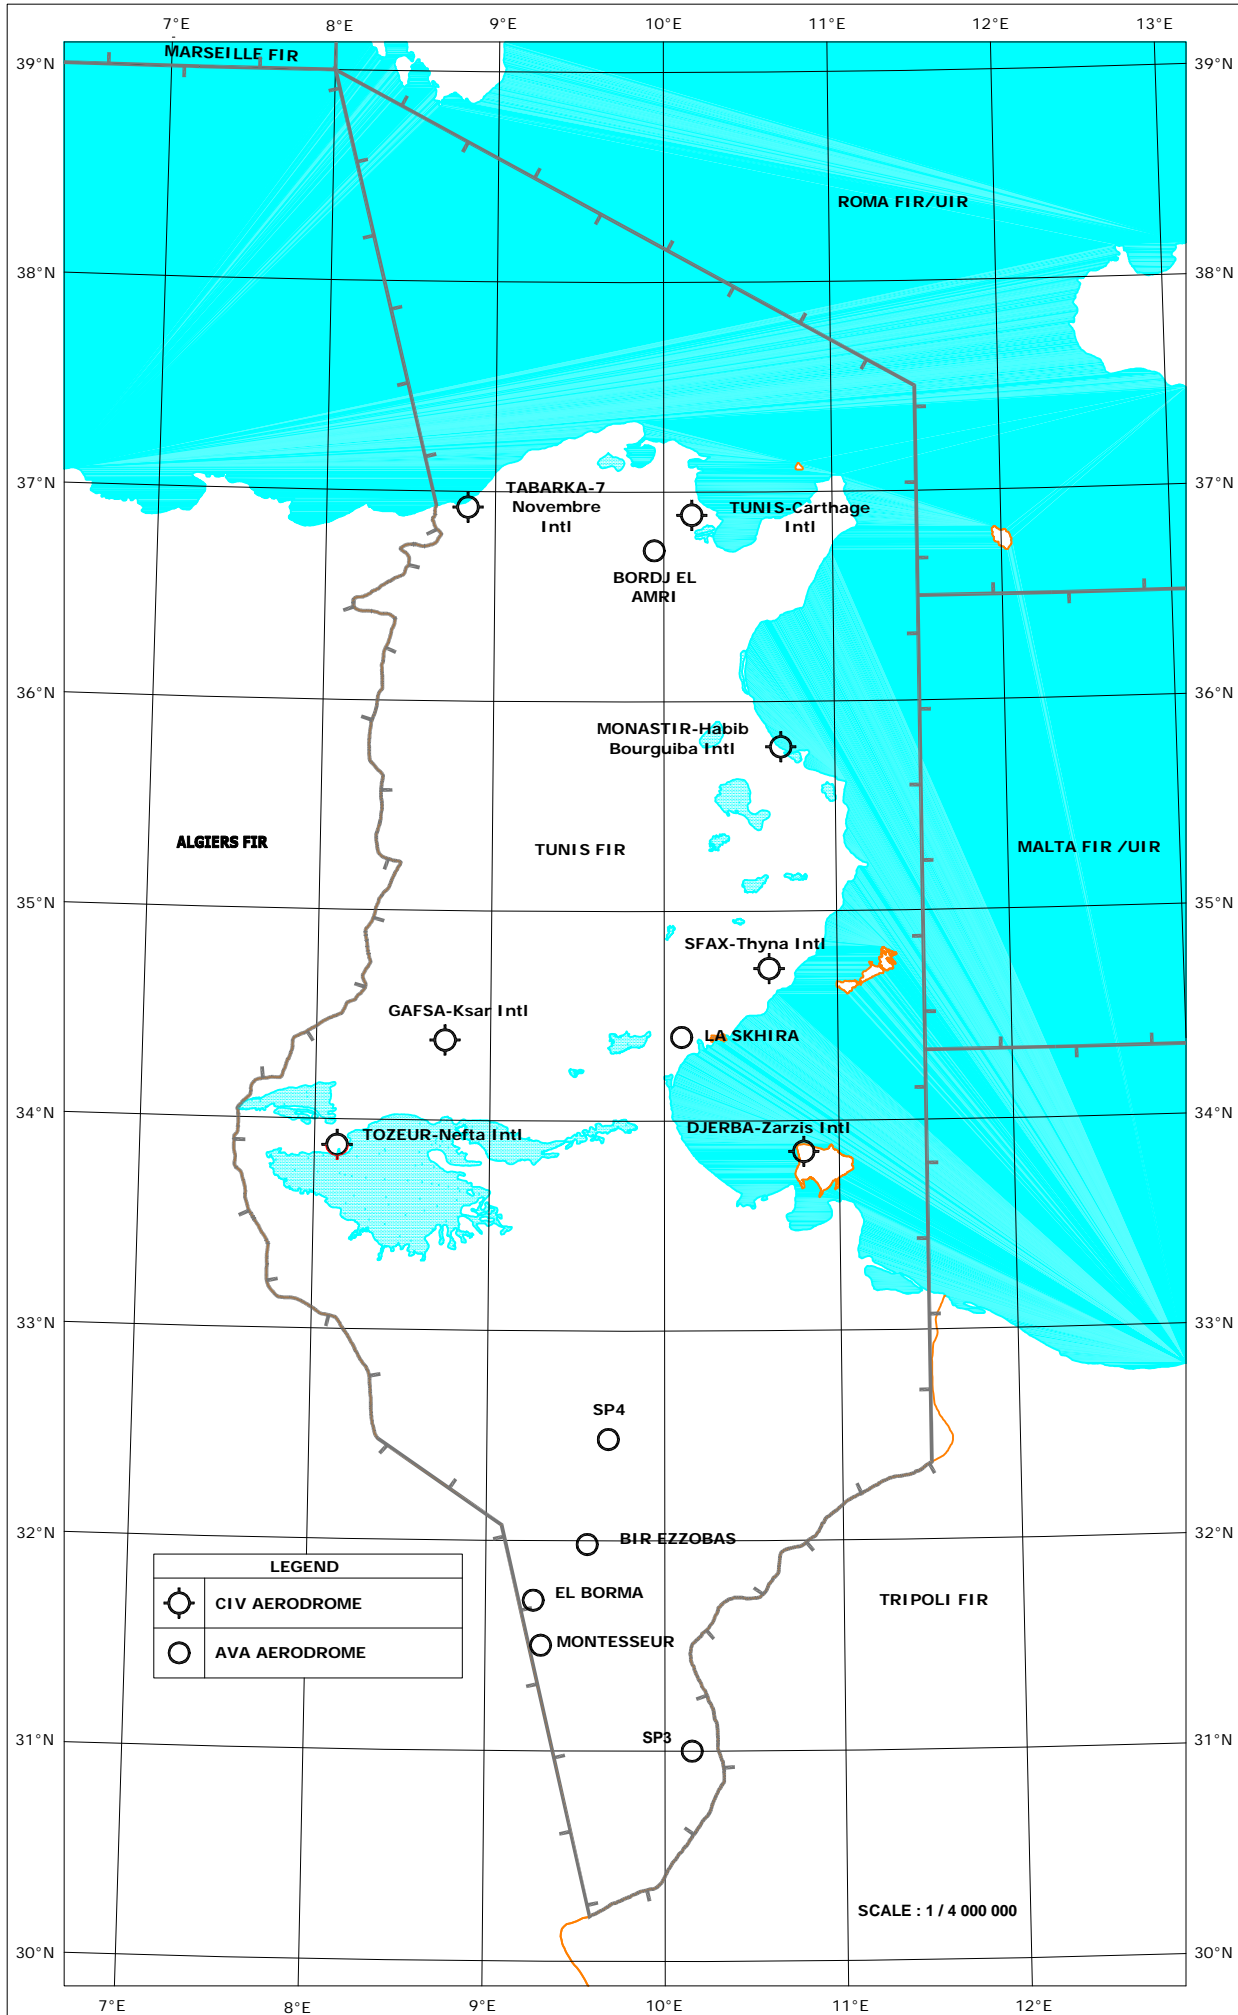 7°E 8°E 9°E 10°E 11°E 12°E 13°E
MARSEILLE FIR
39°N 39°N
ROMA FIR/UIR
38°N 38°N
37°N 37°N
TABARKA-7
Novembre
Intl
TUNIS-Carthage
Intl
BORDJ EL
AMRI
36°N 36°N
MONASTIR-Habib
Bourguiba Intl
ALGIERS FIR
TUNIS FIR
MALTA FIR /UIR
35°N 35°N
SFAX-Thyna Intl
GAFSA-Ksar Intl
LA SKHIRA
34°N 34°N
TOZEUR-Nefta Intl
DJERBA-Zarzis Intl
33°N 33°N
SP4
32°N 32°N
BIR EZZOBAS
LEGEND
CIV AERODROME
AVA AERODROME
EL BORMA
MONTESSEUR
TRIPOLI FIR
31°N 31°N
SP3
SCALE : 1 / 4 000 000
30°N 30°N
7°E 8°E 9°E 10°E 11°E 12°E